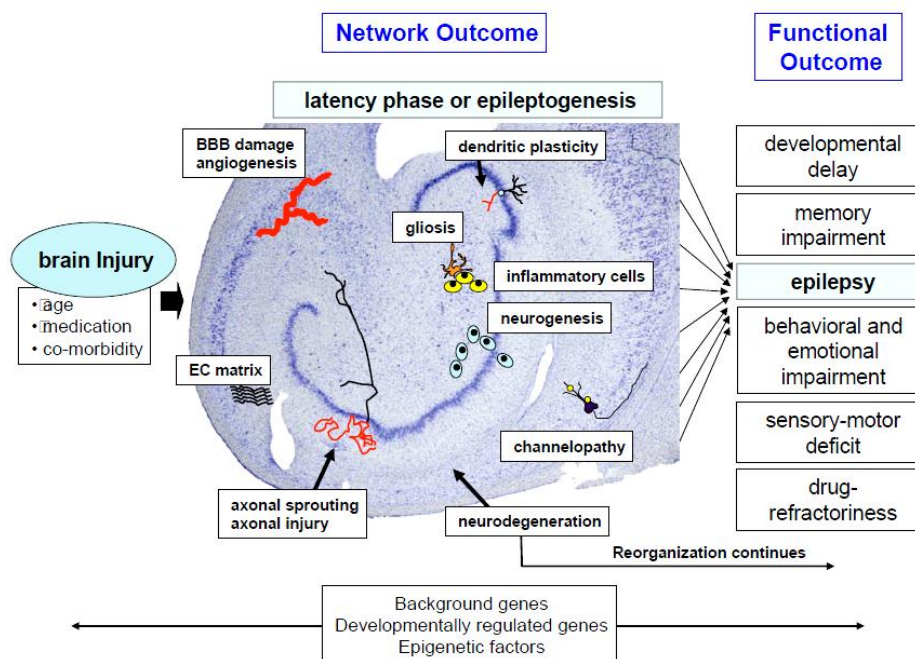 Network Outcome
Functional
Outcome
latency phase or epileptogenesis
BBB damage
angiogenesis
dendritic plasticity
gliosis
inflammatory cells
neurogenesis
brain Injury
• age
• medication
• co-morbidity
EC matrix
channelopathy
axonal sprouting
axonal injury
neurodegeneration
developmental
delay
memory
impairment
epilepsy
behavioral and
emotional
impairment
sensory-motor
deficit
drug-
refractoriness
Reorganization continues
Background genes
Developmentally regulated genes
Epigenetic factors